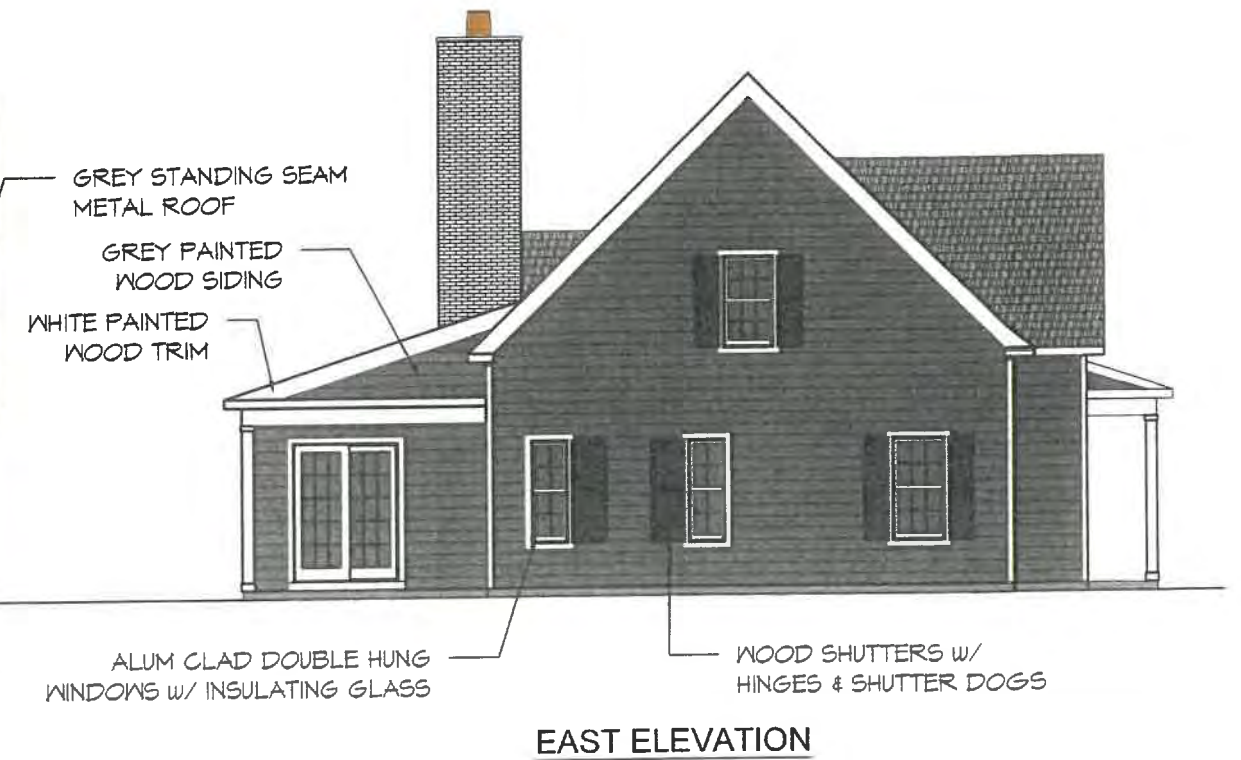 GREY STANDING SEAM
METAL ROOF
GREY PAINTED
WOOD SIDING
WHITE PAINTED
WOOD TRIM
ALUM CLAD DOUBLE HUNG
WINDOWS W/ INSULATING GLASS
WOOD SHUTTERS W/
HINGES & SHUTTER DOGS
EAST ELEVATION